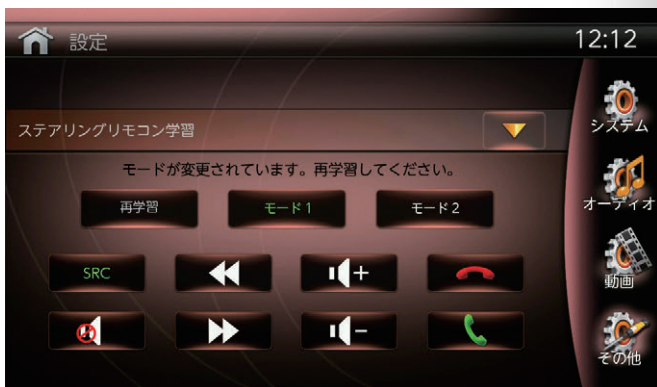 設定
12:12
ステアリングリモコン学習
モードが変更されています。再学習してください。
再学習
モード1
モード2
SRC
システム
オーディオ
動画
その他